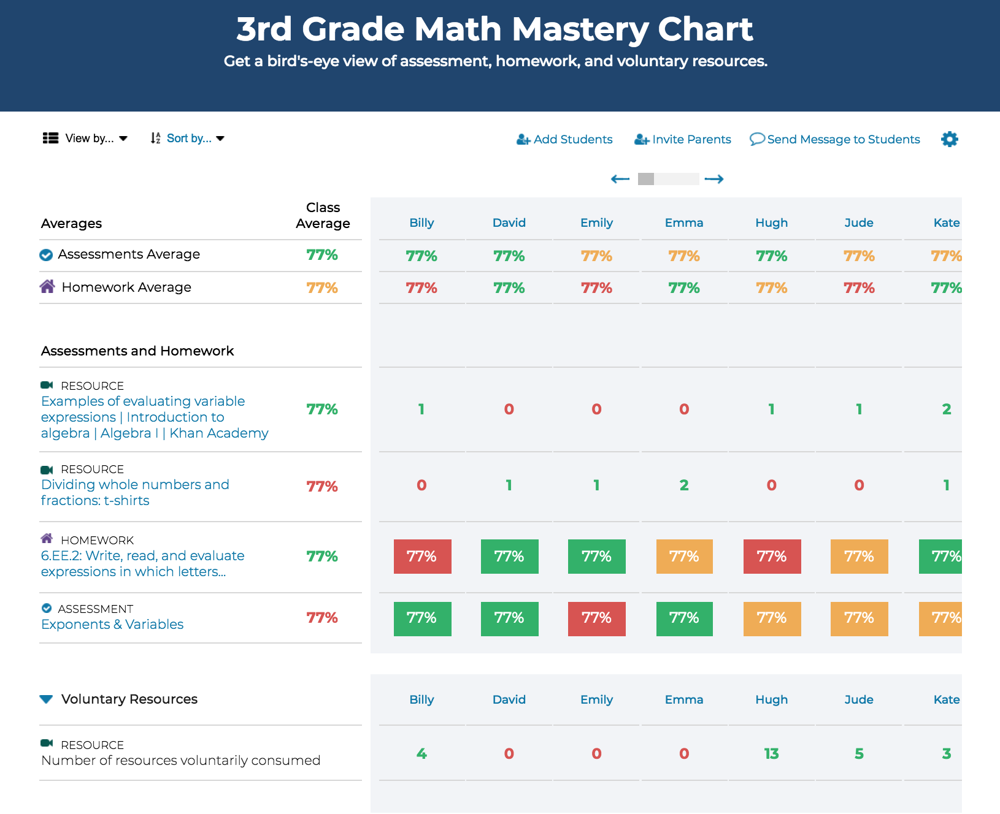 3rd Grade Math Mastery Chart
Get a bird's-eye view of assessment, homework, and voluntary resources.
View by... Sort by... Add Students Invite Parents Send Message to Students
Class
Averages Average Billy David Emily Emma Hugh Jude Kate
Assessments Average 77% 77% 77% 77% 77% 77% 77% 77%
Homework Average 77% 77% 77% 77% 77% 77% 77% 77%
Assessments and Homework
RESOURCE
Examples of evaluating variable
expressions | Introduction to
algebra | Algebra I | Khan Academy
77% 1 0 0 0 1 1 2
RESOURCE
Dividing whole numbers and
fractions: t-shirts
77% 0 1 1 2 0 0 1
HOMEWORK
6.EE.2: Write, read, and evaluate
expressions in which letters...
77% 77% 77% 77% 77% 77% 77% 77%
ASSESSMENT
Exponents & Variables
77% 77% 77% 77% 77% 77% 77% 77%
Voluntary Resources Billy David Emily Emma Hugh Jude Kate
RESOURCE
Number of resources voluntarily consumed
4 0 0 0 13 5 3